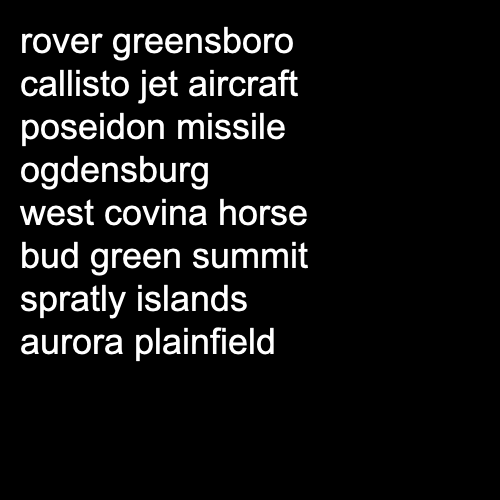 rover greensboro
callisto jet aircraft
poseidon missile
ogdensburg
west covina horse
bud green summit
spratly islands
aurora plainfield